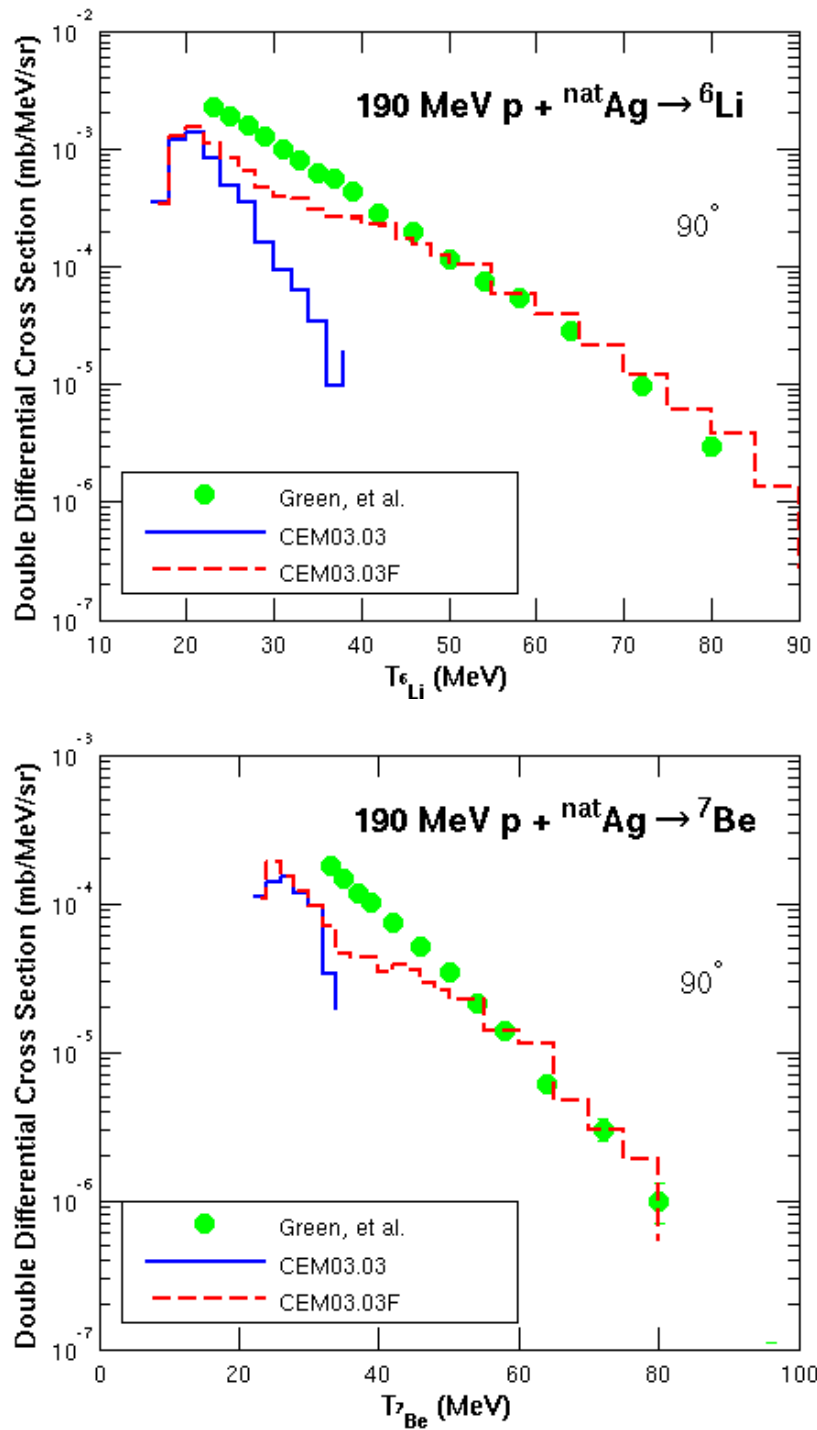 10⁻²
190 MeV p + ⁿᵃᵗAg → ⁶Li
10⁻³
90°
10⁻⁴
Double Differential Cross Section (mb/MeV/sr)
10⁻⁵
Green, et al.
10⁻⁶
CEM03.03
CEM03.03F
10⁻⁷
10 20 30 40 50 60 70 80 90
T⁶Li (MeV)
10⁻³
190 MeV p + ⁿᵃᵗAg → ⁷Be
10⁻⁴
90°
Double Differential Cross Section (mb/MeV/sr)
10⁻⁵
10⁻⁶
Green, et al.
CEM03.03
CEM03.03F
10⁻⁷
0 20 40 60 80 100
T⁷Be (MeV)